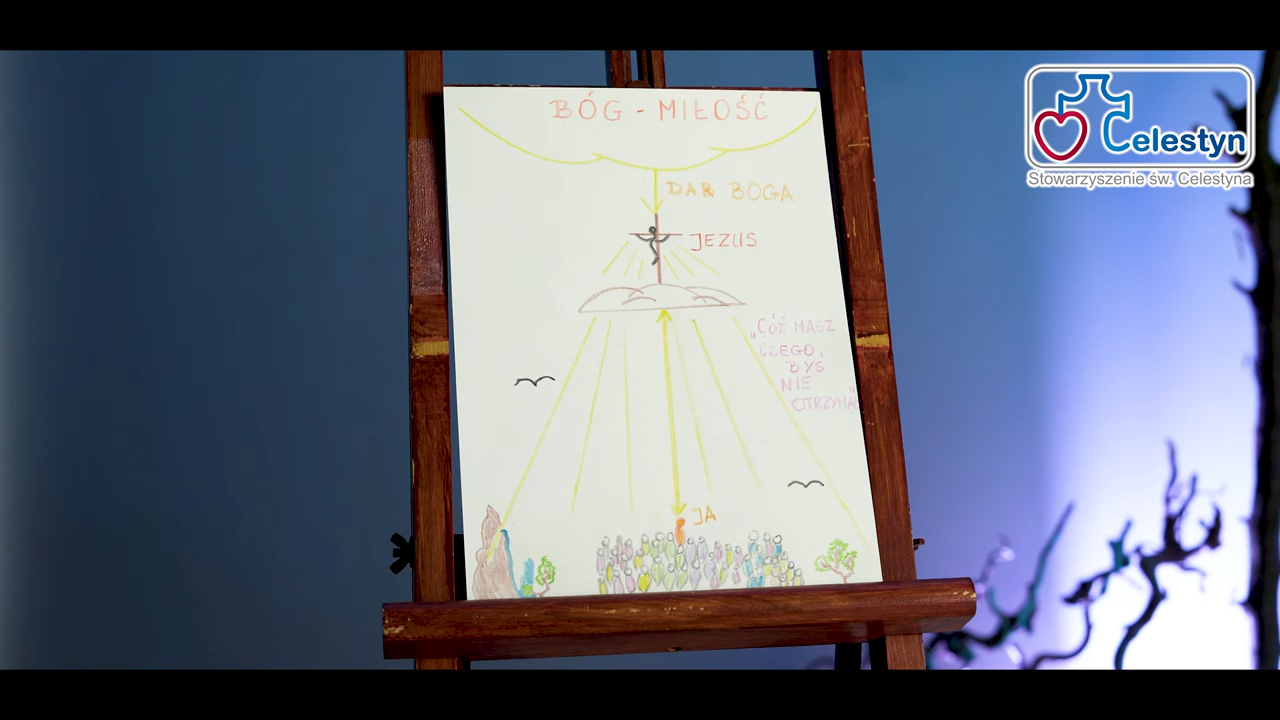 BÓG - MIŁOŚĆ
DAR BOGA
JEZUS
„Cóż MASZ
CZEGO,
BYŚ
NIE
OTRZYMAŁ"
JA
Celestyn
Stowarzyszenie św. Celestyna